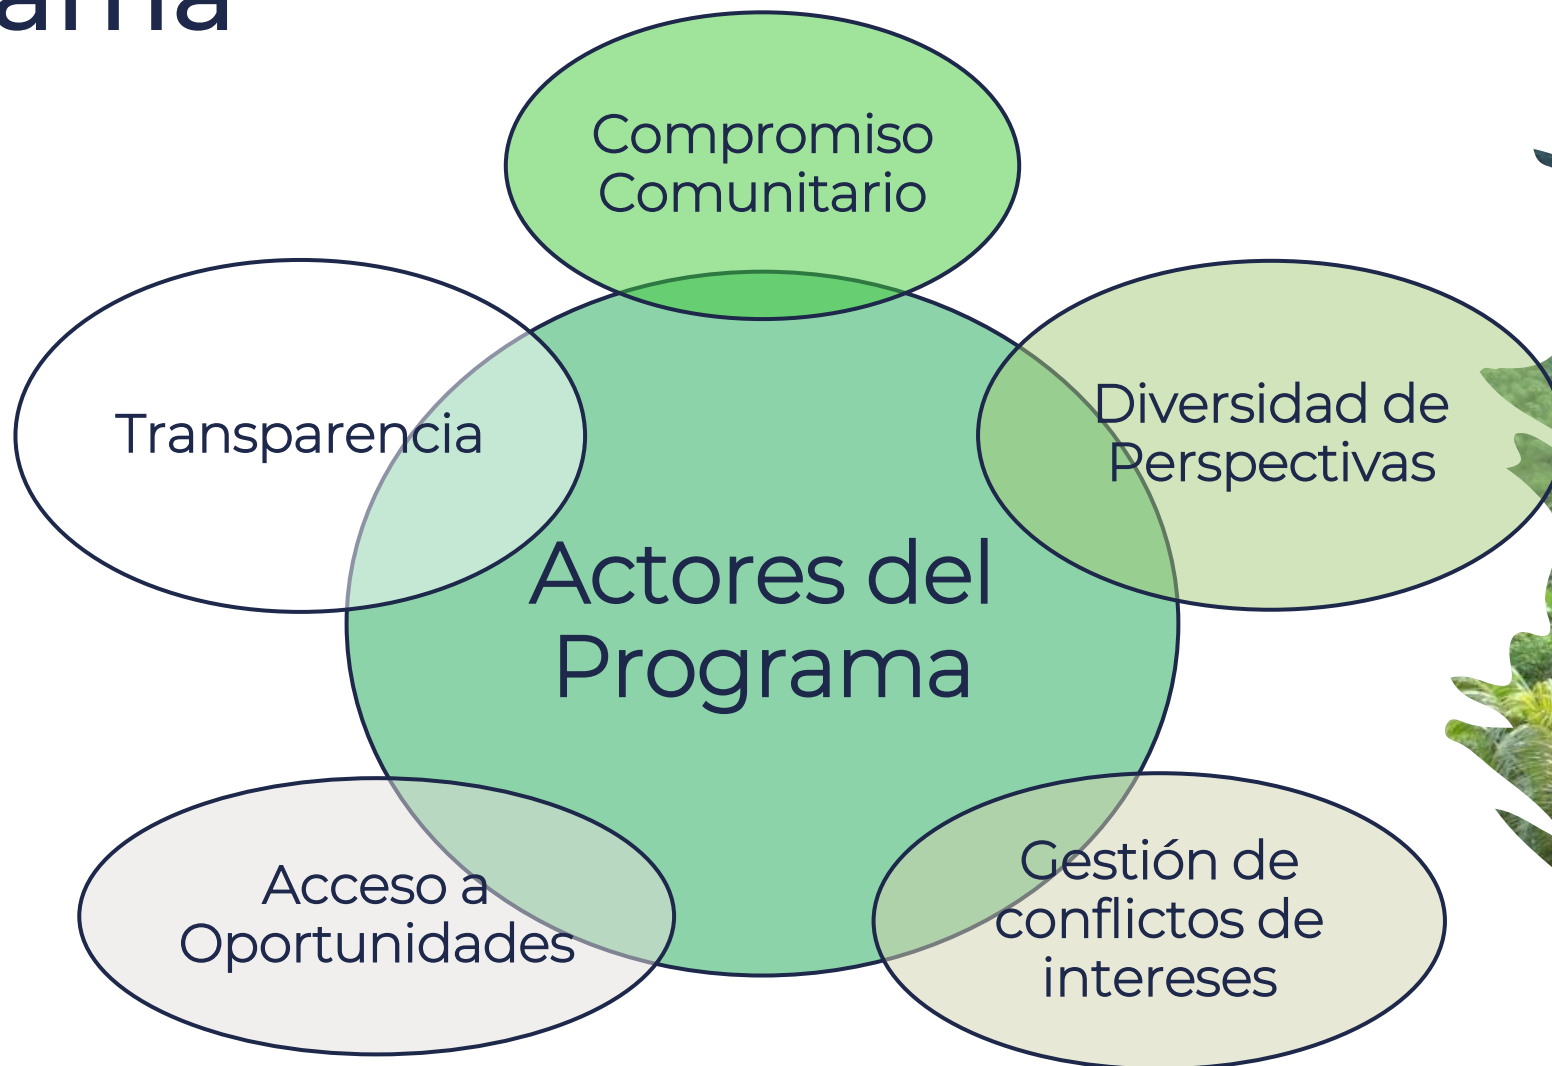 Compromiso
Comunitario
Transparencia
Diversidad de
Perspectivas
Actores del
Programa
Acceso a
Oportunidades
Gestión de
conflictos de
intereses